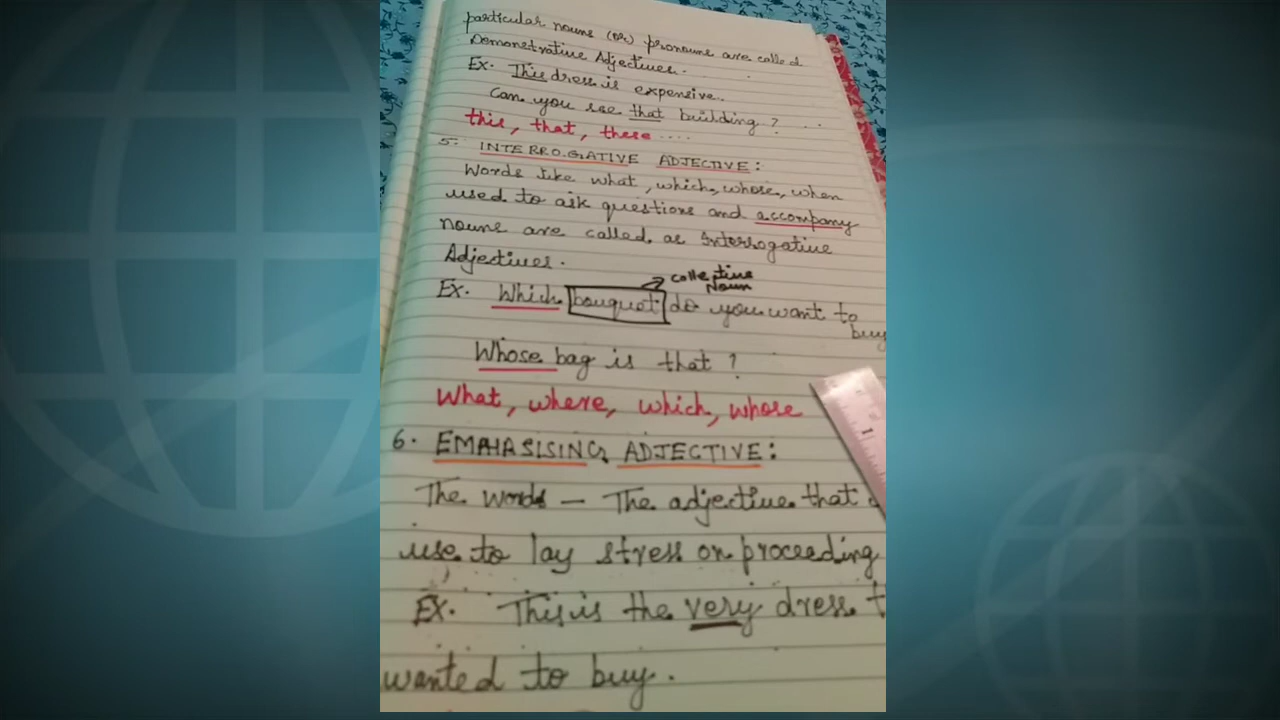 particular nouns (or) pronouns are called
Demonstrative Adjectives.
Ex. This dress is expensive.
Can you see that building ? ..
this, that, these ....
5. INTERROGATIVE ADJECTIVE :
Words like what, which, whose, when
used to ask questions and accompany
nouns are called as Interrogative
Adjectives.
collective
Noun
Ex. Which bouquet do you want to
buy
Whose bag is that ?
What, where, which, whose
6. EMPHASISING ADJECTIVE :
The words — The adjective that
use to lay stress on proceeding
Ex. This is the very dress
wanted to buy.
1